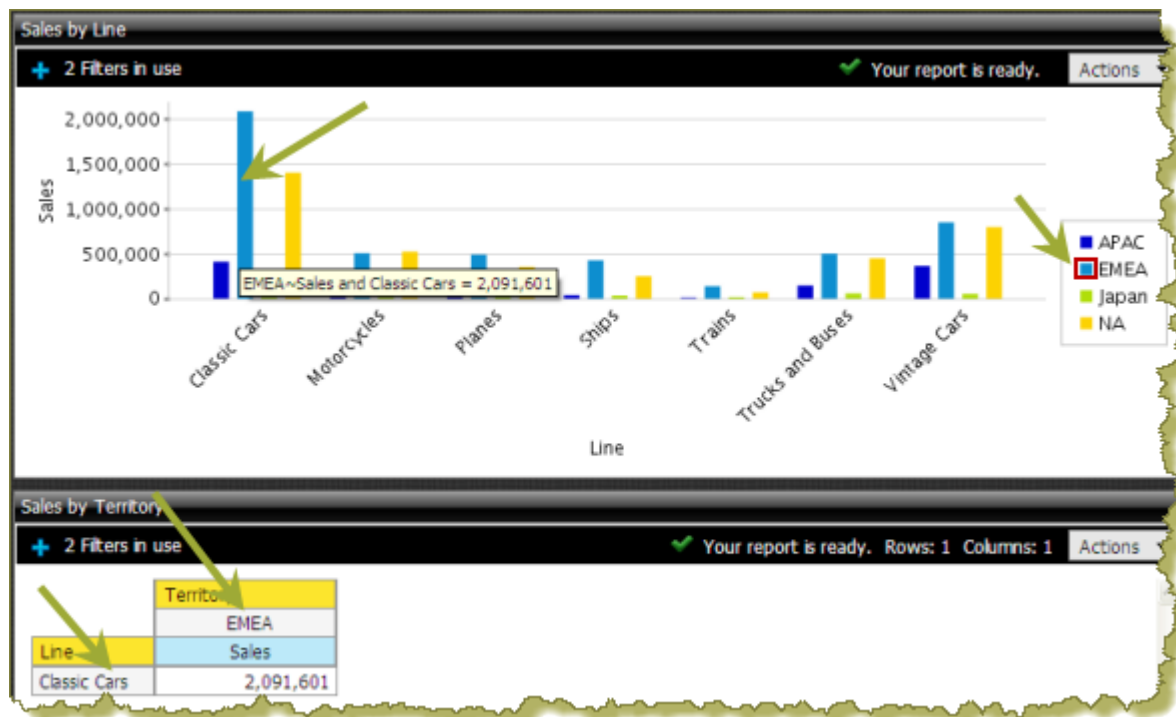 Sales by Line
2 Filters in use
Your report is ready.
Actions
2,000,000
1,500,000
1,000,000
500,000
0
Sales
EMEA~Sales and Classic Cars = 2,091,601
Classic Cars
Motorcycles
Planes
Ships
Trains
Trucks and Buses
Vintage Cars
Line
APAC
EMEA
Japan
NA
Sales by Territory
2 Filters in use
Your report is ready. Rows: 1 Columns: 1
Actions
Territory
EMEA
Line
Sales
Classic Cars
2,091,601